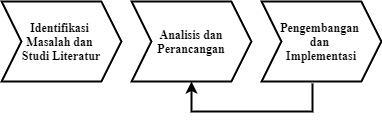 Identifikasi
Masalah dan
Studi Literatur
Analisis dan
Perancangan
Pengembangan
dan
Implementasi